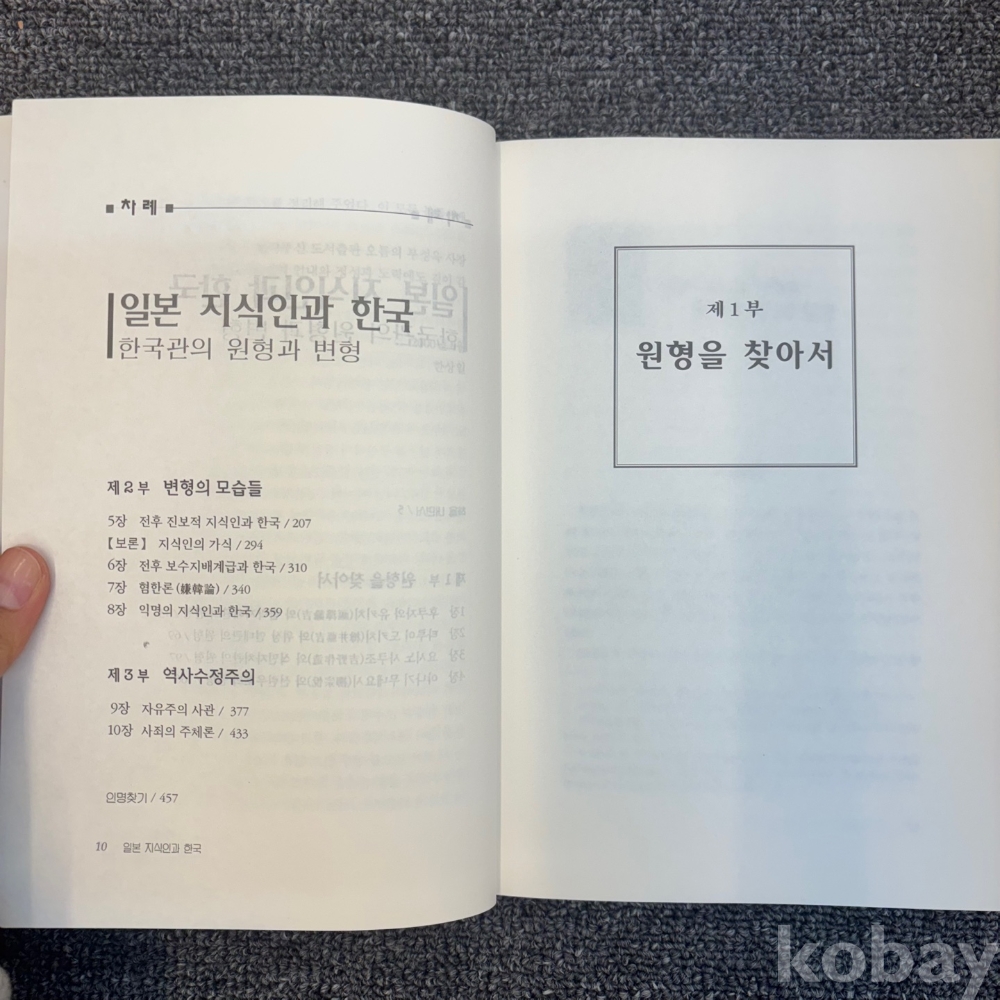 ■ 차 례 ■
일본 지식인과 한국
한국관의 원형과 변형
제2부 변형의 모습들
5장 전후 진보적 지식인과 한국 / 207
【보론】 지식인의 가식 / 294
6장 전후 보수지배계급과 한국 / 310
7장 혐한론(嫌韓論) / 340
8장 익명의 지식인과 한국 / 359
제3부 역사수정주의
9장 자유주의 사관 / 377
10장 사죄의 주체론 / 433
인명찾기 / 457
10 일본 지식인과 한국
제1부
원형을 찾아서
kobay